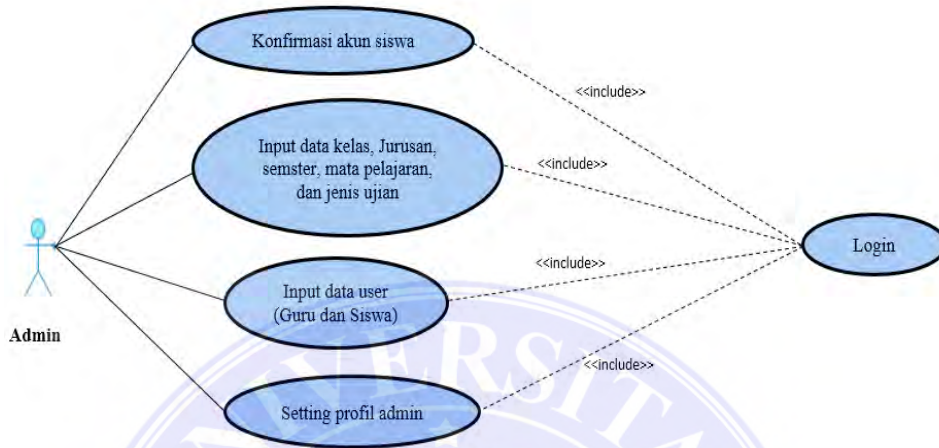 Konfirmasi akun siswa
<<include>>
Input data kelas, Jurusan,
semster, mata pelajaran,
dan jenis ujian
<<include>>
Login
Admin
Input data user
(Guru dan Siswa)
<<include>>
Setting profil admin
<<include>>
NIVERSITA